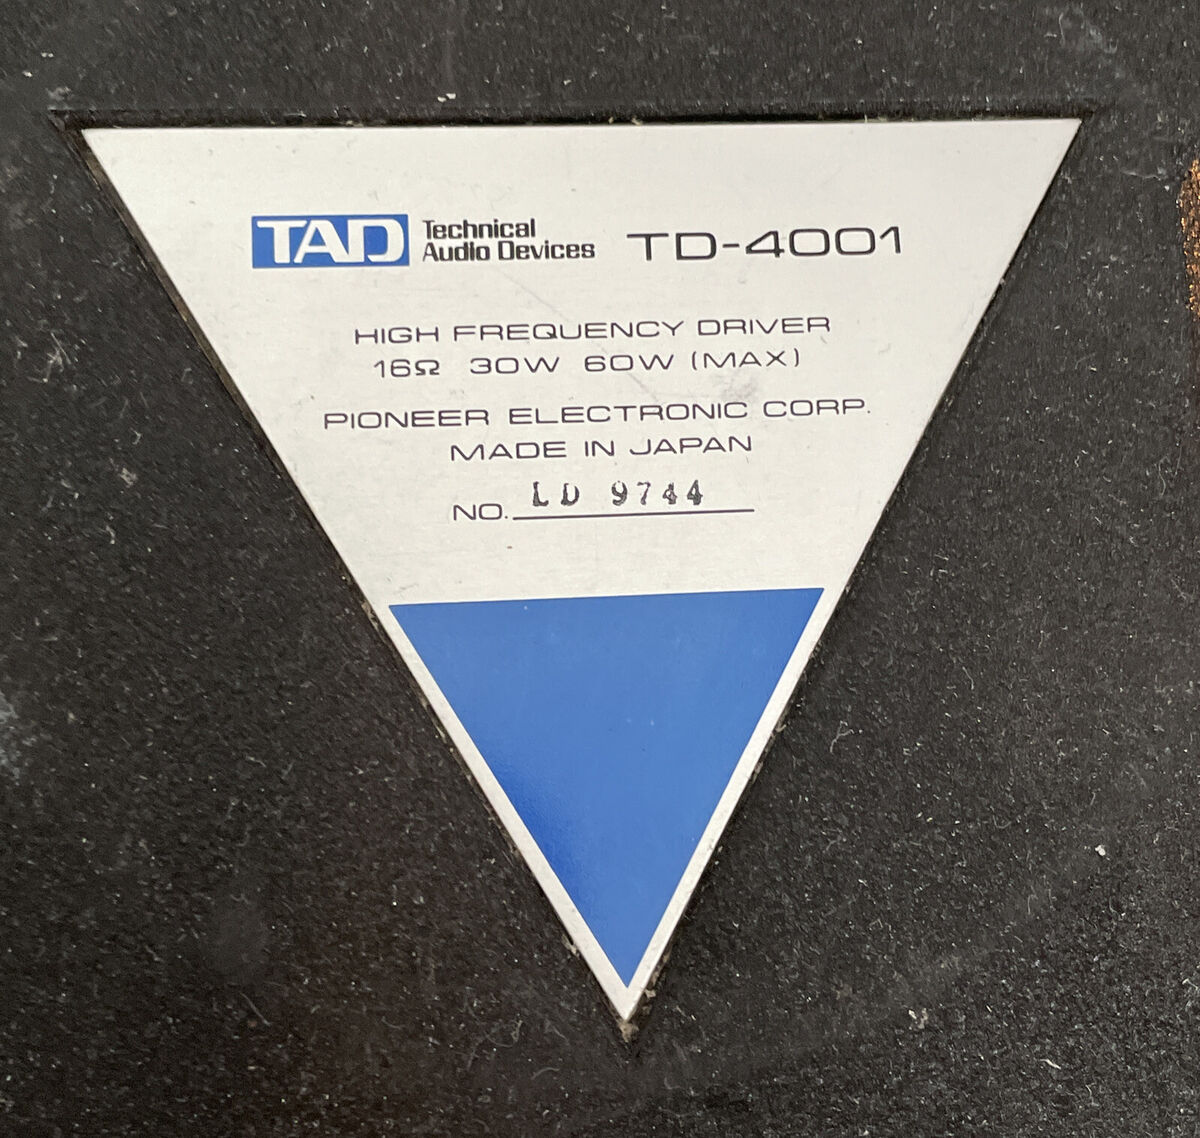 TAD Technical Audio Devices TD-4001
HIGH FREQUENCY DRIVER
16Ω 30W 60W (MAX)
PIONEER ELECTRONIC CORP.
MADE IN JAPAN
NO. LD 9744